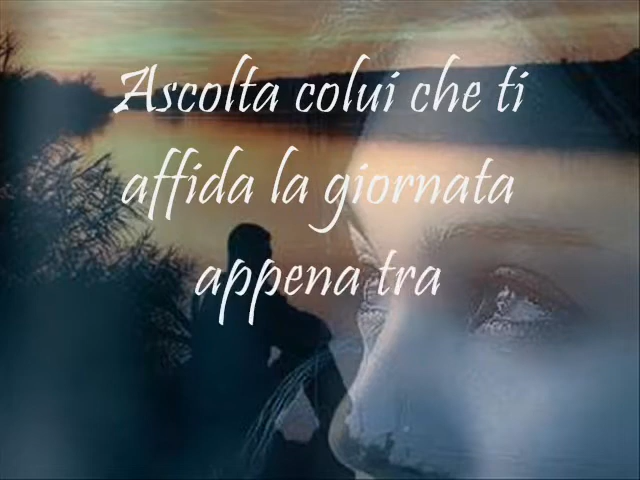 Ascolta colui che ti
affida la giornata
appena tra